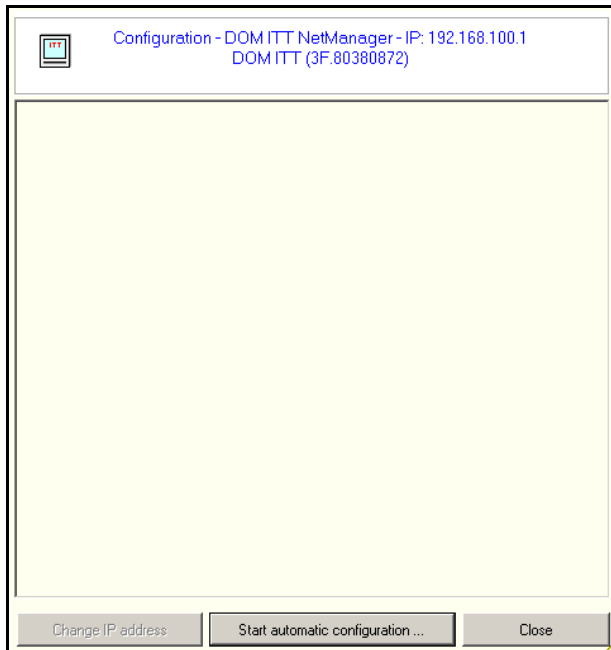 ITT
Configuration - DOM ITT NetManager - IP: 192.168.100.1
DOM ITT (3F.80380872)
Change IP address
Start automatic configuration ...
Close